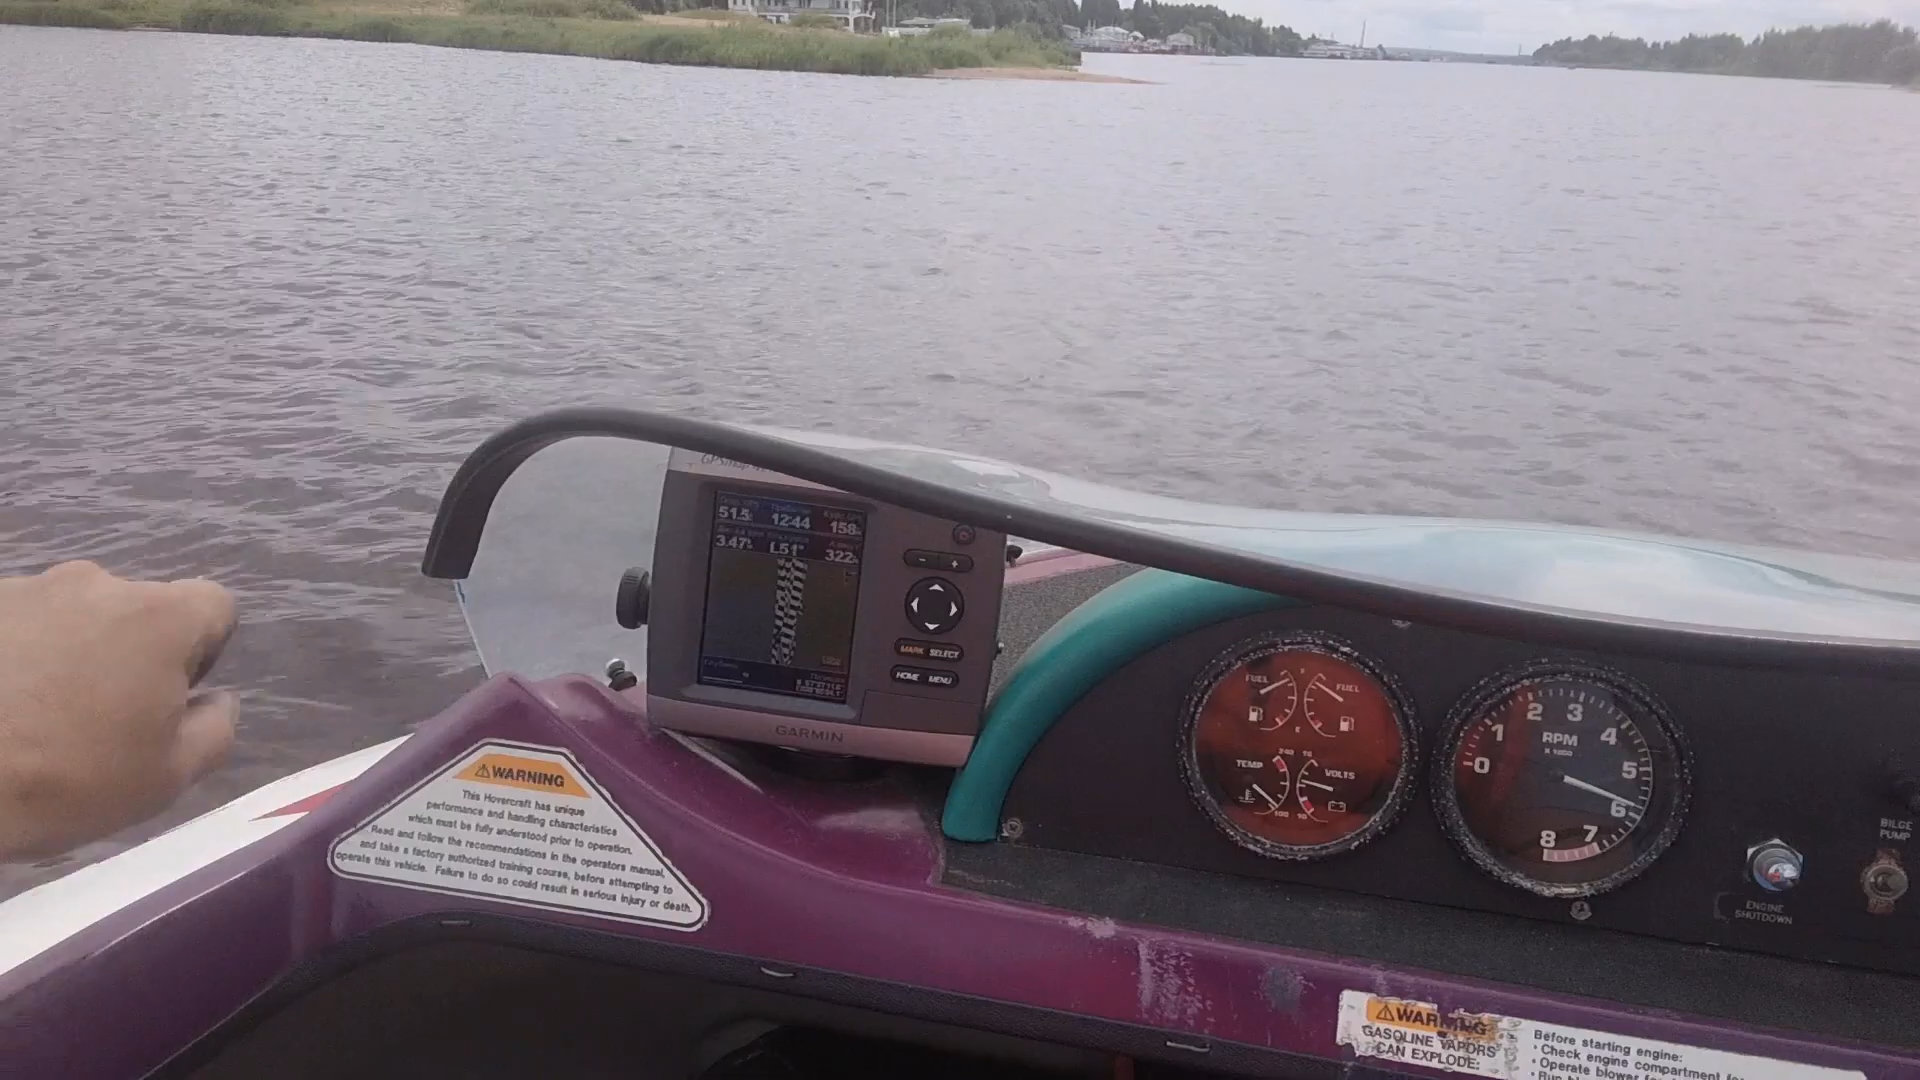 51.5
12:44
158
3.47
L51°
322
MARK SELECT
HOME MENU
GARMIN
WARNING
This Hovercraft has unique
performance and handling characteristics
which must be fully understood prior to operation.
Read and follow the recommendations in the operators manual,
and take a factory authorized training course, before attempting to
operate this vehicle. Failure to do so could result in serious injury or death.
FUEL
FUEL
TEMP
VOLTS
0 1 2 3 4 5 6 7 8
RPM
X 1000
ENGINE
SHUTDOWN
BILGE
PUMP
WARNING
GASOLINE VAPORS
CAN EXPLODE:
Before starting engine:
• Check engine compartment for
• Operate blower for